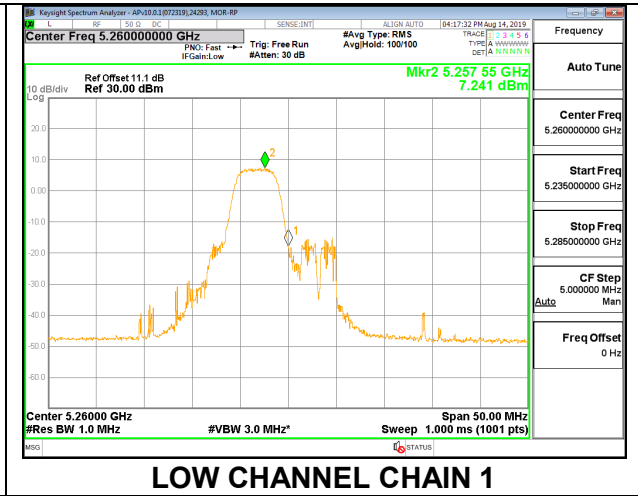 Keysight Spectrum Analyzer - APv10.0.1(072319),24293, MOR-RP
L RF 50 Ω DC SENSE:INT ALIGN AUTO 04:17:32 PM Aug 14, 2019
Center Freq 5.260000000 GHz
PNO: Fast
IFGain:Low
Trig: Free Run
#Atten: 30 dB
#Avg Type: RMS
Avg|Hold: 100/100
TRACE 1 2 3 4 5 6
TYPE A WWWWW
DET A N N N N N
Frequency
Ref Offset 11.1 dB
Ref 30.00 dBm
Mkr2 5.257 55 GHz
7.241 dBm
10 dB/div
Log
20.0
10.0
0.00
-10.0
-20.0
-30.0
-40.0
-50.0
-60.0
2
1
Center 5.26000 GHz
#Res BW 1.0 MHz
#VBW 3.0 MHz*
Span 50.00 MHz
Sweep 1.000 ms (1001 pts)
Auto Tune
Center Freq
5.260000000 GHz
Start Freq
5.235000000 GHz
Stop Freq
5.285000000 GHz
CF Step
5.000000 MHz
Auto Man
Freq Offset
0 Hz
MSG STATUS
LOW CHANNEL CHAIN 1